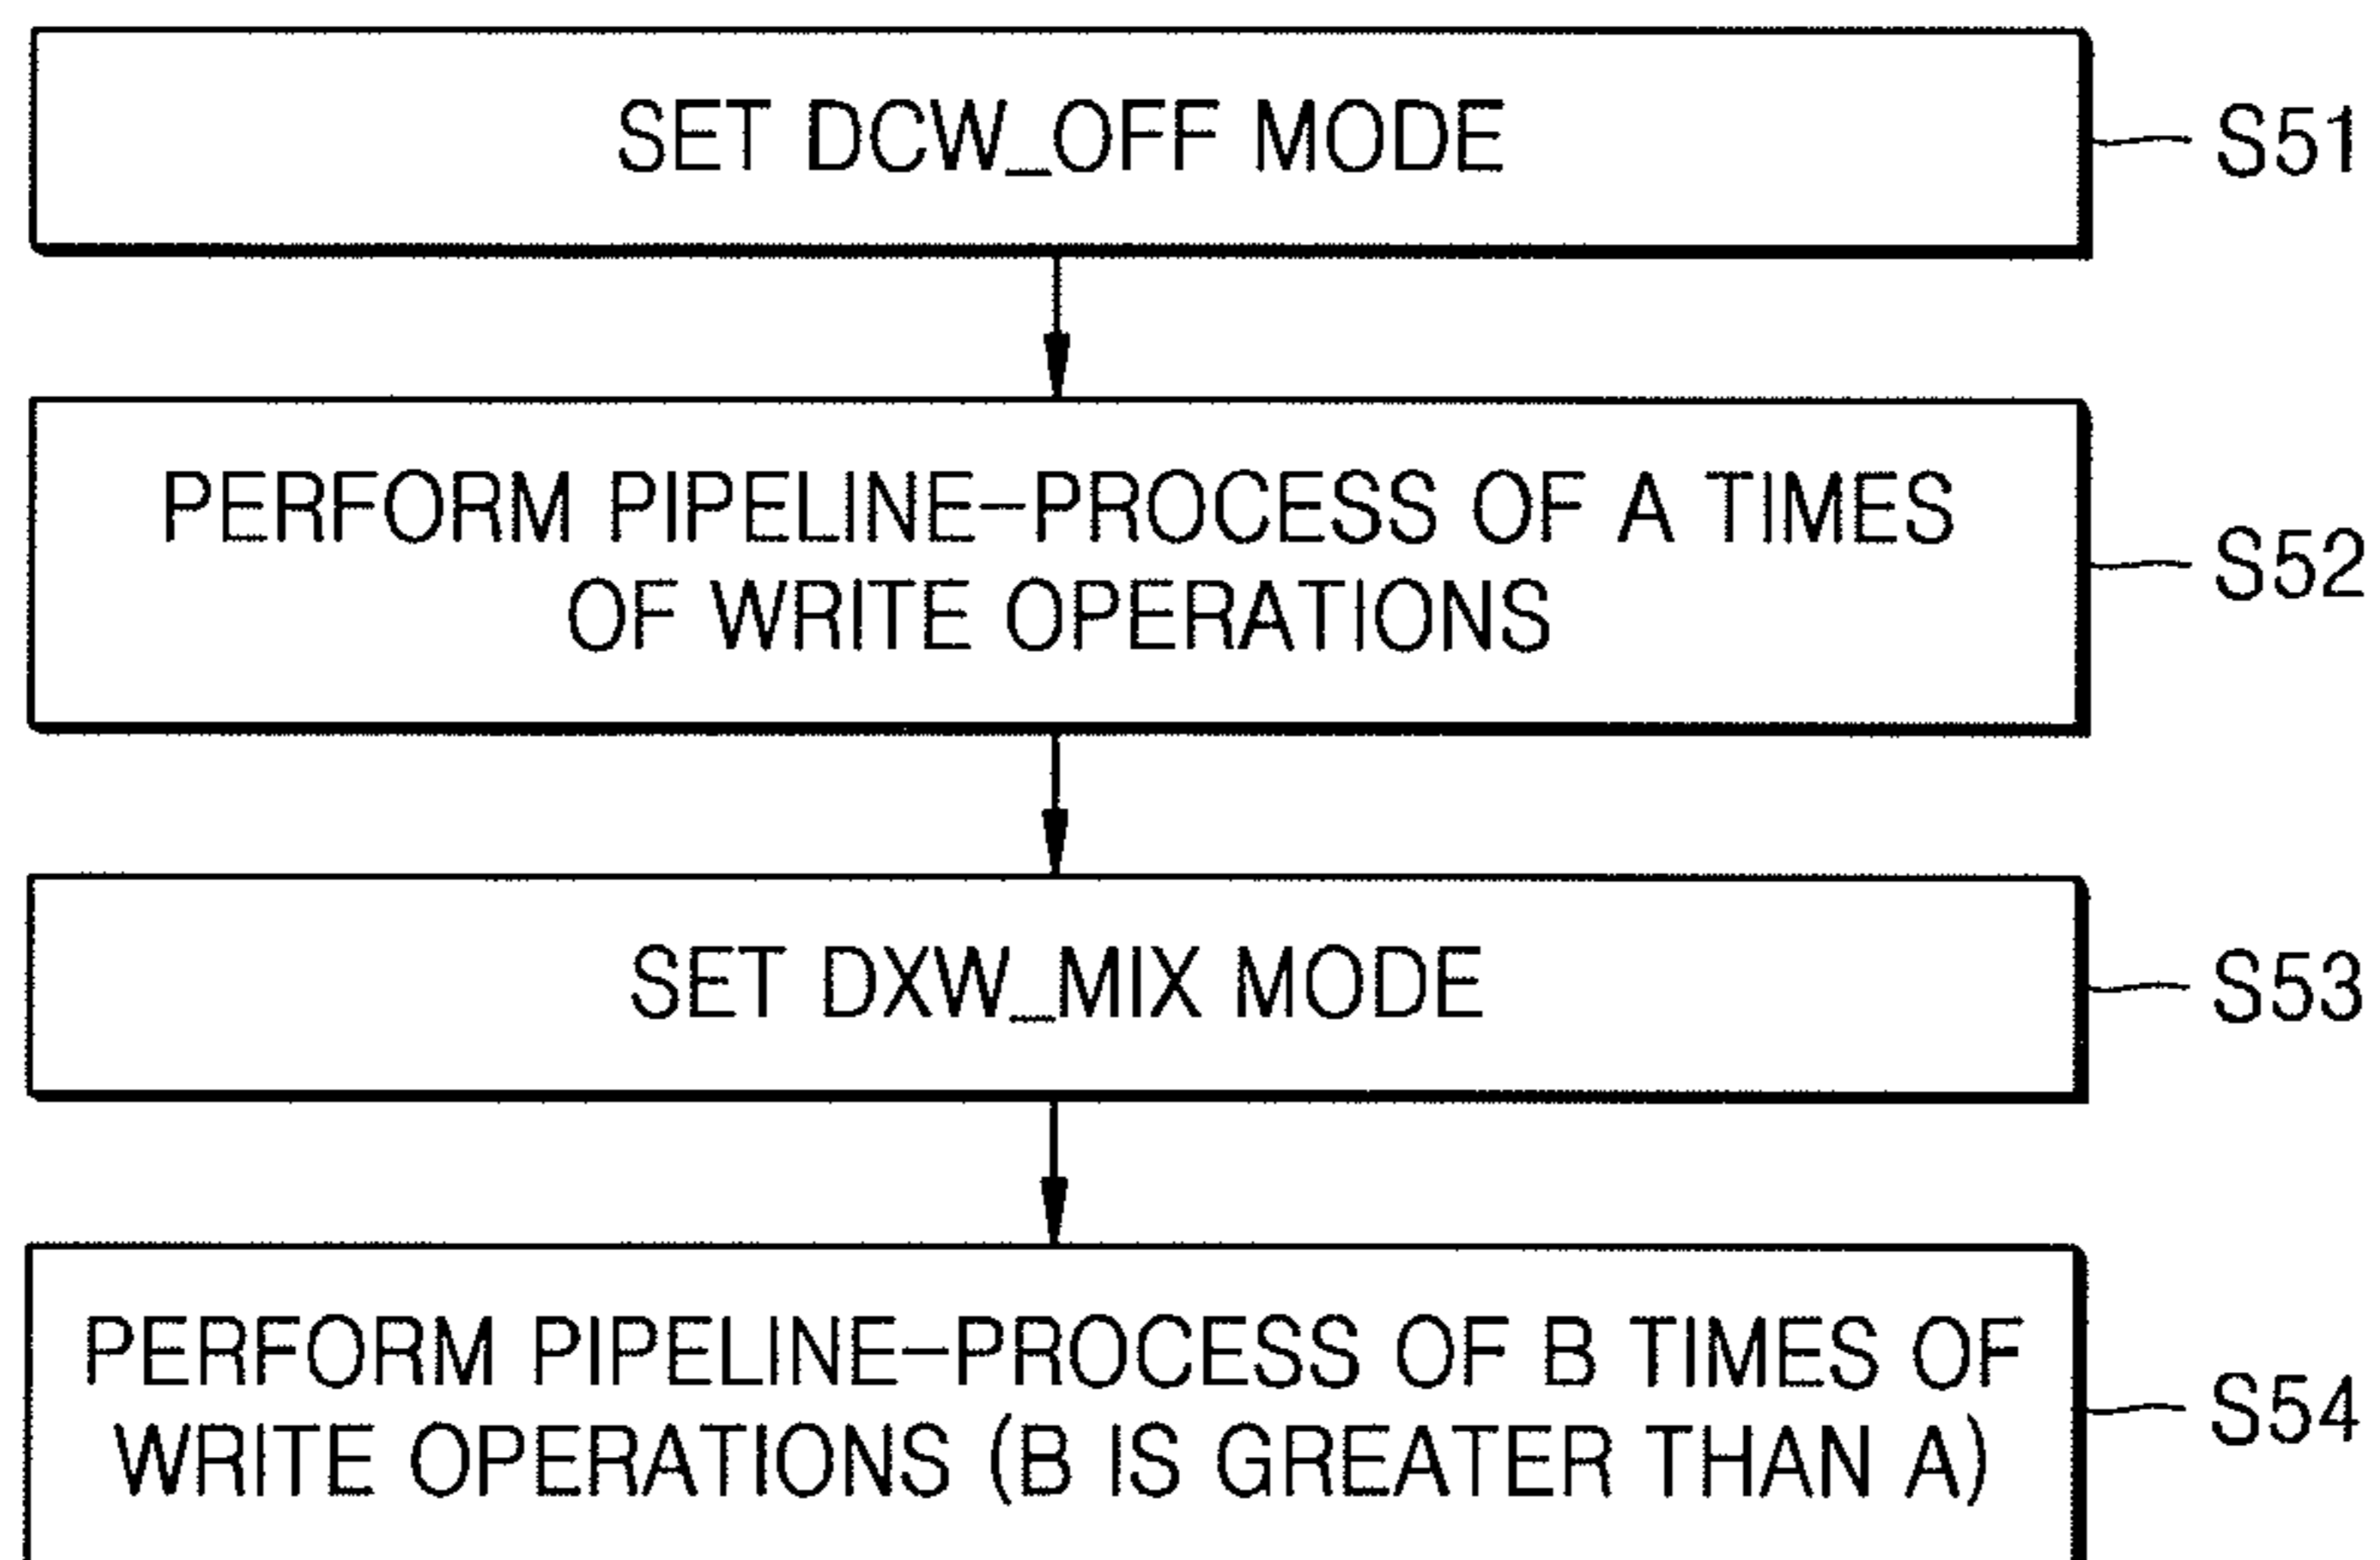 SET DCW_OFF MODE
S51
PERFORM PIPELINE-PROCESS OF A TIMES
OF WRITE OPERATIONS
S52
SET DXW_MIX MODE
S53
PERFORM PIPELINE-PROCESS OF B TIMES OF
WRITE OPERATIONS (B IS GREATER THAN A)
S54